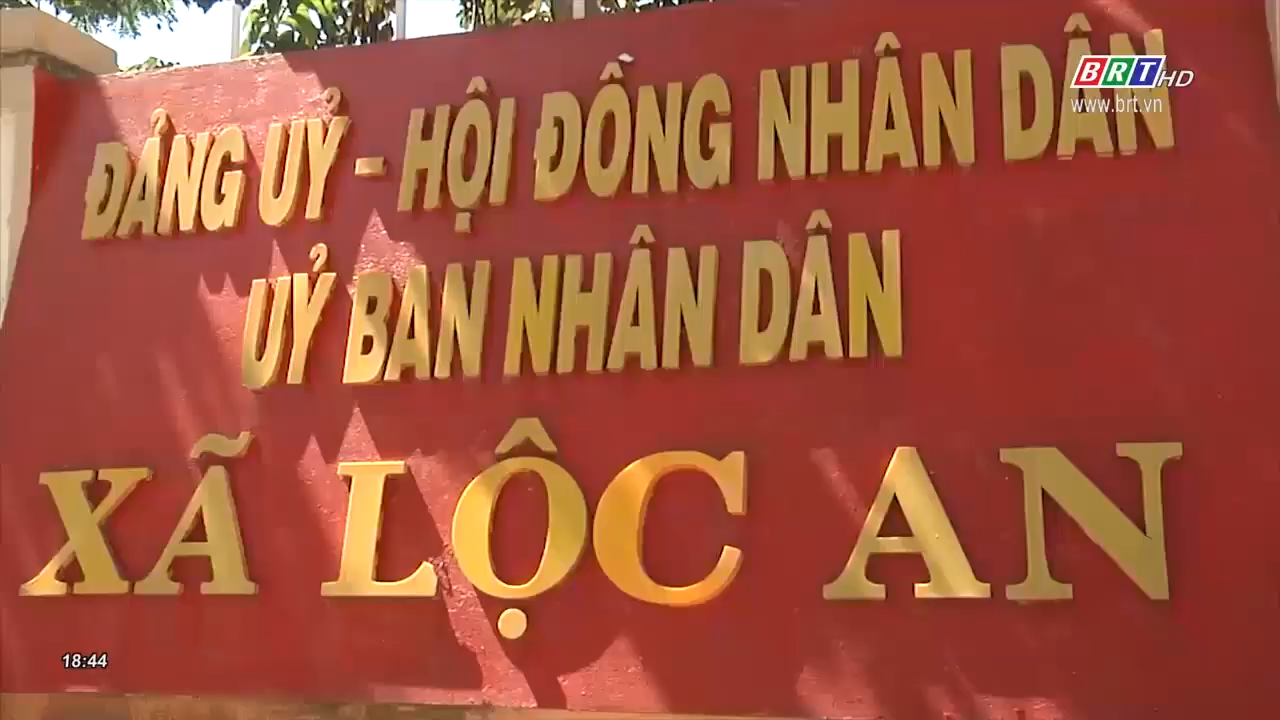 BRT HD
www.brt.vn
ĐẢNG UỶ - HỘI ĐỒNG NHÂN DÂN
UỶ BAN NHÂN DÂN
XÃ LỘC AN
18:44